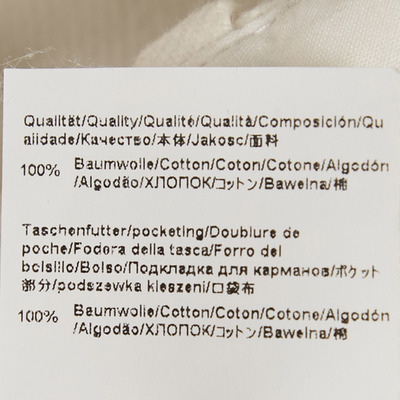 Qualität/Quality/Qualité/Qualità/Composición/Qu
alidade/Качество/本体/Jakosc/面料
100% Baumwolle/Cotton/Coton/Cotone/Algodón
/Algodão/ХЛОПОК/コットン/Bawelna/棉
Taschenfutter/pocketing/Doublure de
poche/Fodera della tasca/Forro del
bolsillo/Bolso/Подкладка для карманов/ポケット
部分/podszewka kieszeni/口袋布
100% Baumwolle/Cotton/Coton/Cotone/Algodón
/Algodão/ХЛОПОК/コットン/Bawelna/棉